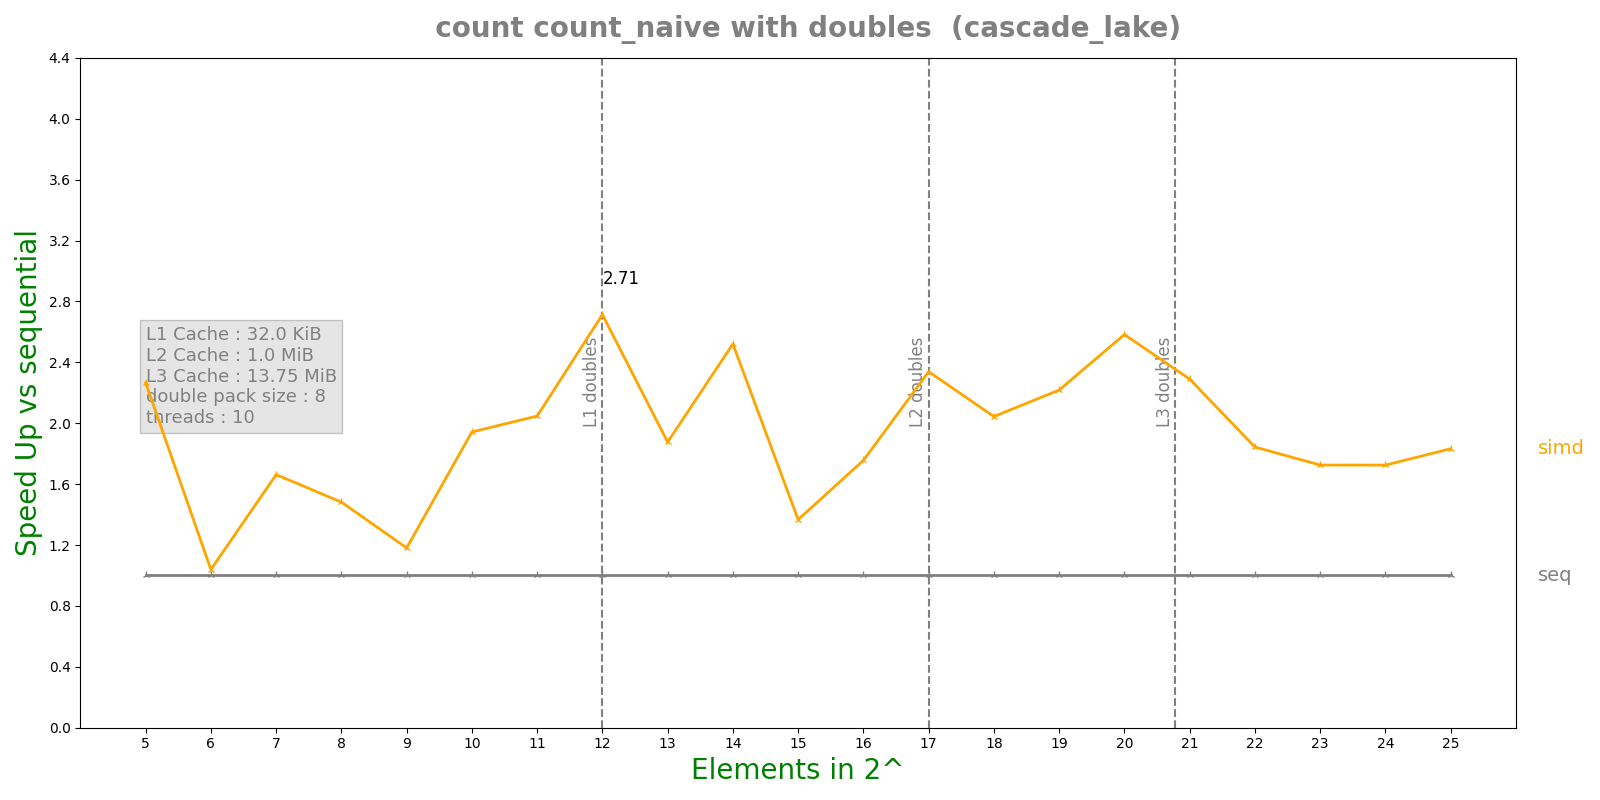 count count_naive with doubles  (cascade_lake)
Speed Up vs sequential
4.4
4.0
3.6
3.2
2.8
2.4
2.0
1.6
1.2
0.8
0.4
0.0
2.71
L1 Cache : 32.0 KiB
L2 Cache : 1.0 MiB
L3 Cache : 13.75 MiB
double pack size : 8
threads : 10
L1 doubles
L2 doubles
L3 doubles
simd
seq
5 6 7 8 9 10 11 12 13 14 15 16 17 18 19 20 21 22 23 24 25
Elements in 2^